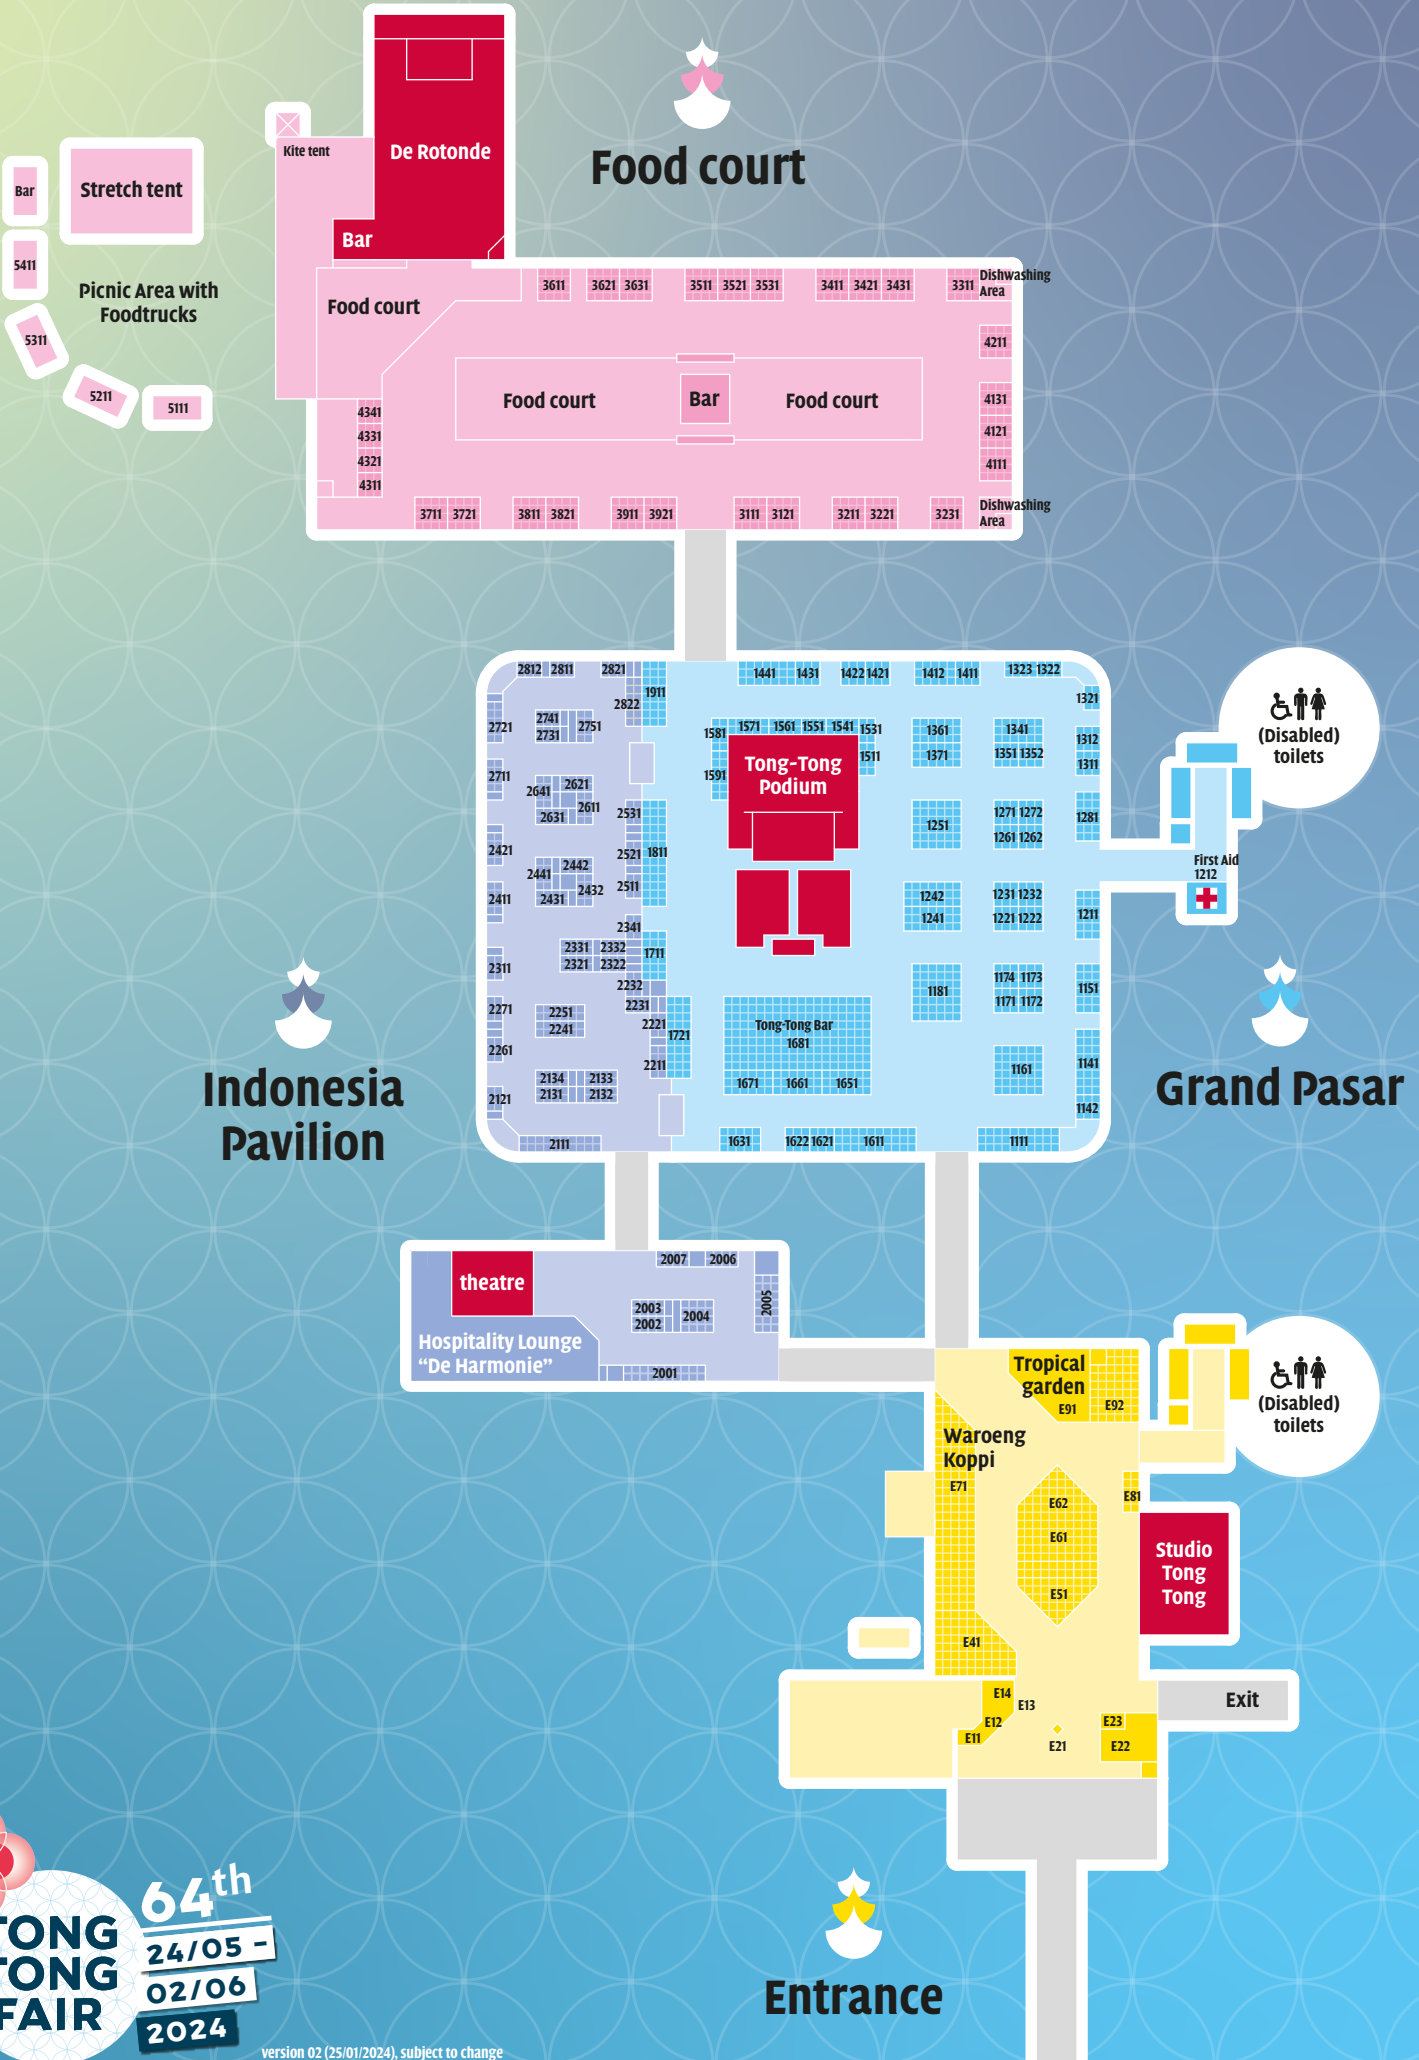 Food court
De Rotonde
Kite tent
Bar
Stretch tent
Bar
5411
Picnic Area with
Foodtrucks
5311
5211
5111
Food court
3611
3621 3631
3511 3521 3531
3411 3421 3431
3311
Dishwashing
Area
4211
Food court
Bar
Food court
4131
4121
4111
4341
4331
4321
4311
3711 3721
3811 3821
3911 3921
3111 3121
3211 3221
3231
Dishwashing
Area
2812 2811
2821
1911
2822
1441
1431
1422 1421
1412 1411
1323 1322
1321
2721
2741
2731
2751
1581
1571 1561 1551 1541 1531
1511
1591
Tong-Tong
Podium
1361
1371
1341
1351 1352
1312
1311
(Disabled)
toilets
2711
2641
2621
2611
2631
2531
1811
2521
2511
1251
1271 1272
1261 1262
1281
2421
2441
2442
2432
2431
2411
First Aid
1212
1242
1241
1231 1232
1221 1222
1211
2341
2331 2332
2321 2322
1711
2311
2232
2231
1181
1174 1173
1171 1172
1151
2271
2251
2241
2221
1721
2211
2261
Tong-Tong Bar
1681
1671 1661 1651
1161
1141
1142
2121
2134 2133
2131 2132
2111
1631
1622 1621
1611
1111
Indonesia
Pavilion
Grand Pasar
theatre
2007 2006
2005
2003
2002
2004
2001
Hospitality Lounge
“De Harmonie”
Tropical
garden
E91
E92
(Disabled)
toilets
Waroeng
Koppi
E71
E62
E61
E51
E81
Studio
Tong
Tong
E41
E14
E13
E12
E11
E21
E23
E22
Exit
Entrance
TONG
TONG
FAIR
64th
24/05 -
02/06
2024
version 02 (25/01/2024), subject to change